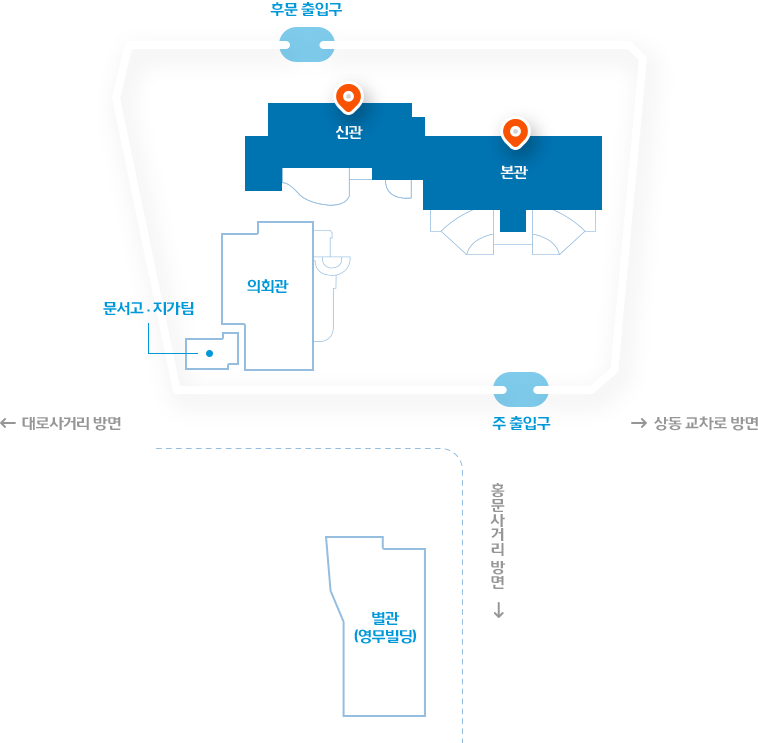 후문 출입구
신관
본관
의회관
문서고 · 지가팀
← 대로사거리 방면
주 출입구
→ 상동 교차로 방면
홍문사거리 방면 ↓
별관
(영무빌딩)